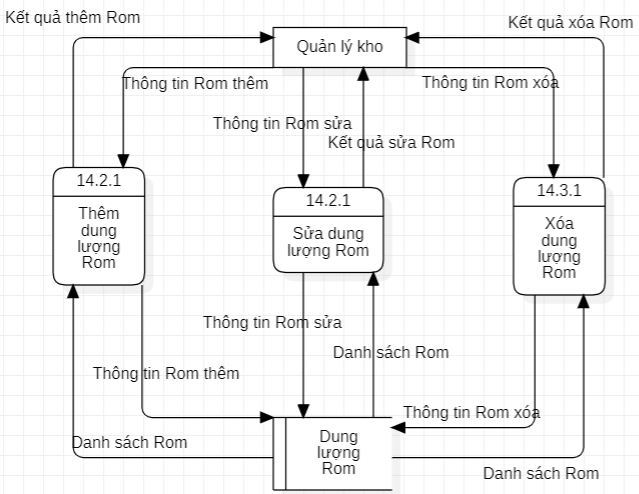 Kết quả thêm Rom
Kết quả xóa Rom
Quản lý kho
Thông tin Rom thêm
Thông tin Rom xóa
Thông tin Rom sửa
Kết quả sửa Rom
14.2.1
Thêm
dung
lượng
Rom
14.2.1
Sửa dung
lượng Rom
14.3.1
Xóa
dung
lượng
Rom
Thông tin Rom sửa
Danh sách Rom
Thông tin Rom thêm
Thông tin Rom xóa
Danh sách Rom
Dung
lượng
Rom
Danh sách Rom